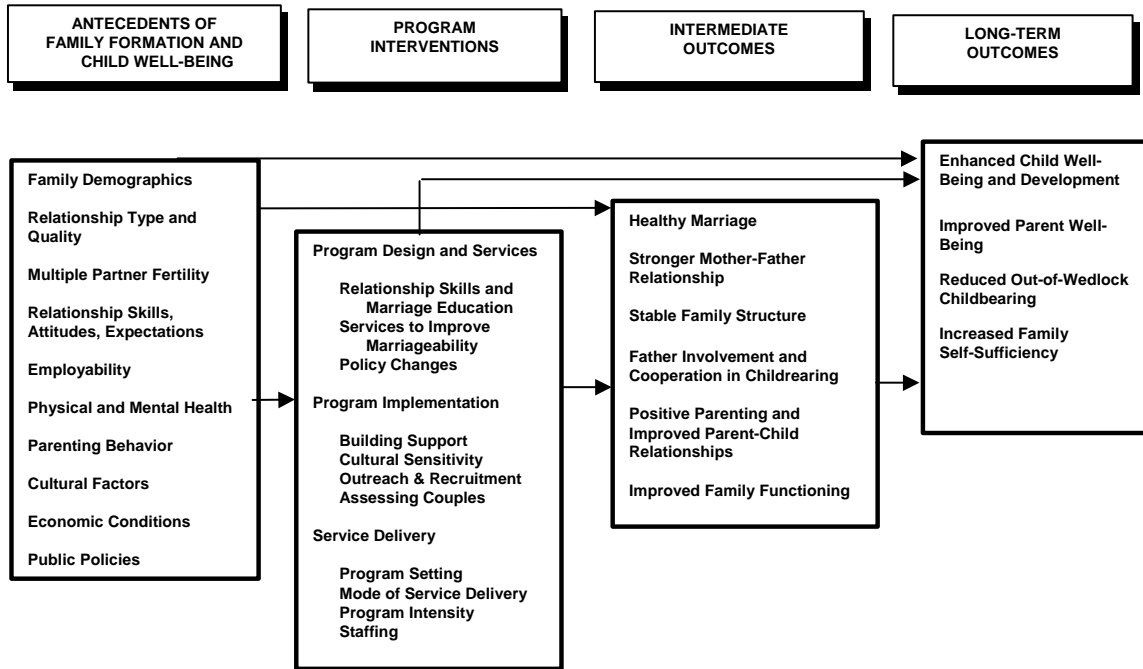 ANTECEDENTS OF
FAMILY FORMATION AND
CHILD WELL-BEING
PROGRAM
INTERVENTIONS
INTERMEDIATE
OUTCOMES
LONG-TERM
OUTCOMES
Family Demographics
Relationship Type and
Quality
Multiple Partner Fertility
Relationship Skills,
Attitudes, Expectations
Employability
Physical and Mental Health
Parenting Behavior
Cultural Factors
Economic Conditions
Public Policies
Program Design and Services
Relationship Skills and
Marriage Education
Services to Improve
Marriageability
Policy Changes
Program Implementation
Building Support
Cultural Sensitivity
Outreach & Recruitment
Assessing Couples
Service Delivery
Program Setting
Mode of Service Delivery
Program Intensity
Staffing
Healthy Marriage
Stronger Mother-Father
Relationship
Stable Family Structure
Father Involvement and
Cooperation in Childrearing
Positive Parenting and
Improved Parent-Child
Relationships
Improved Family Functioning
Enhanced Child Well-
Being and Development
Improved Parent Well-
Being
Reduced Out-of-Wedlock
Childbearing
Increased Family
Self-Sufficiency